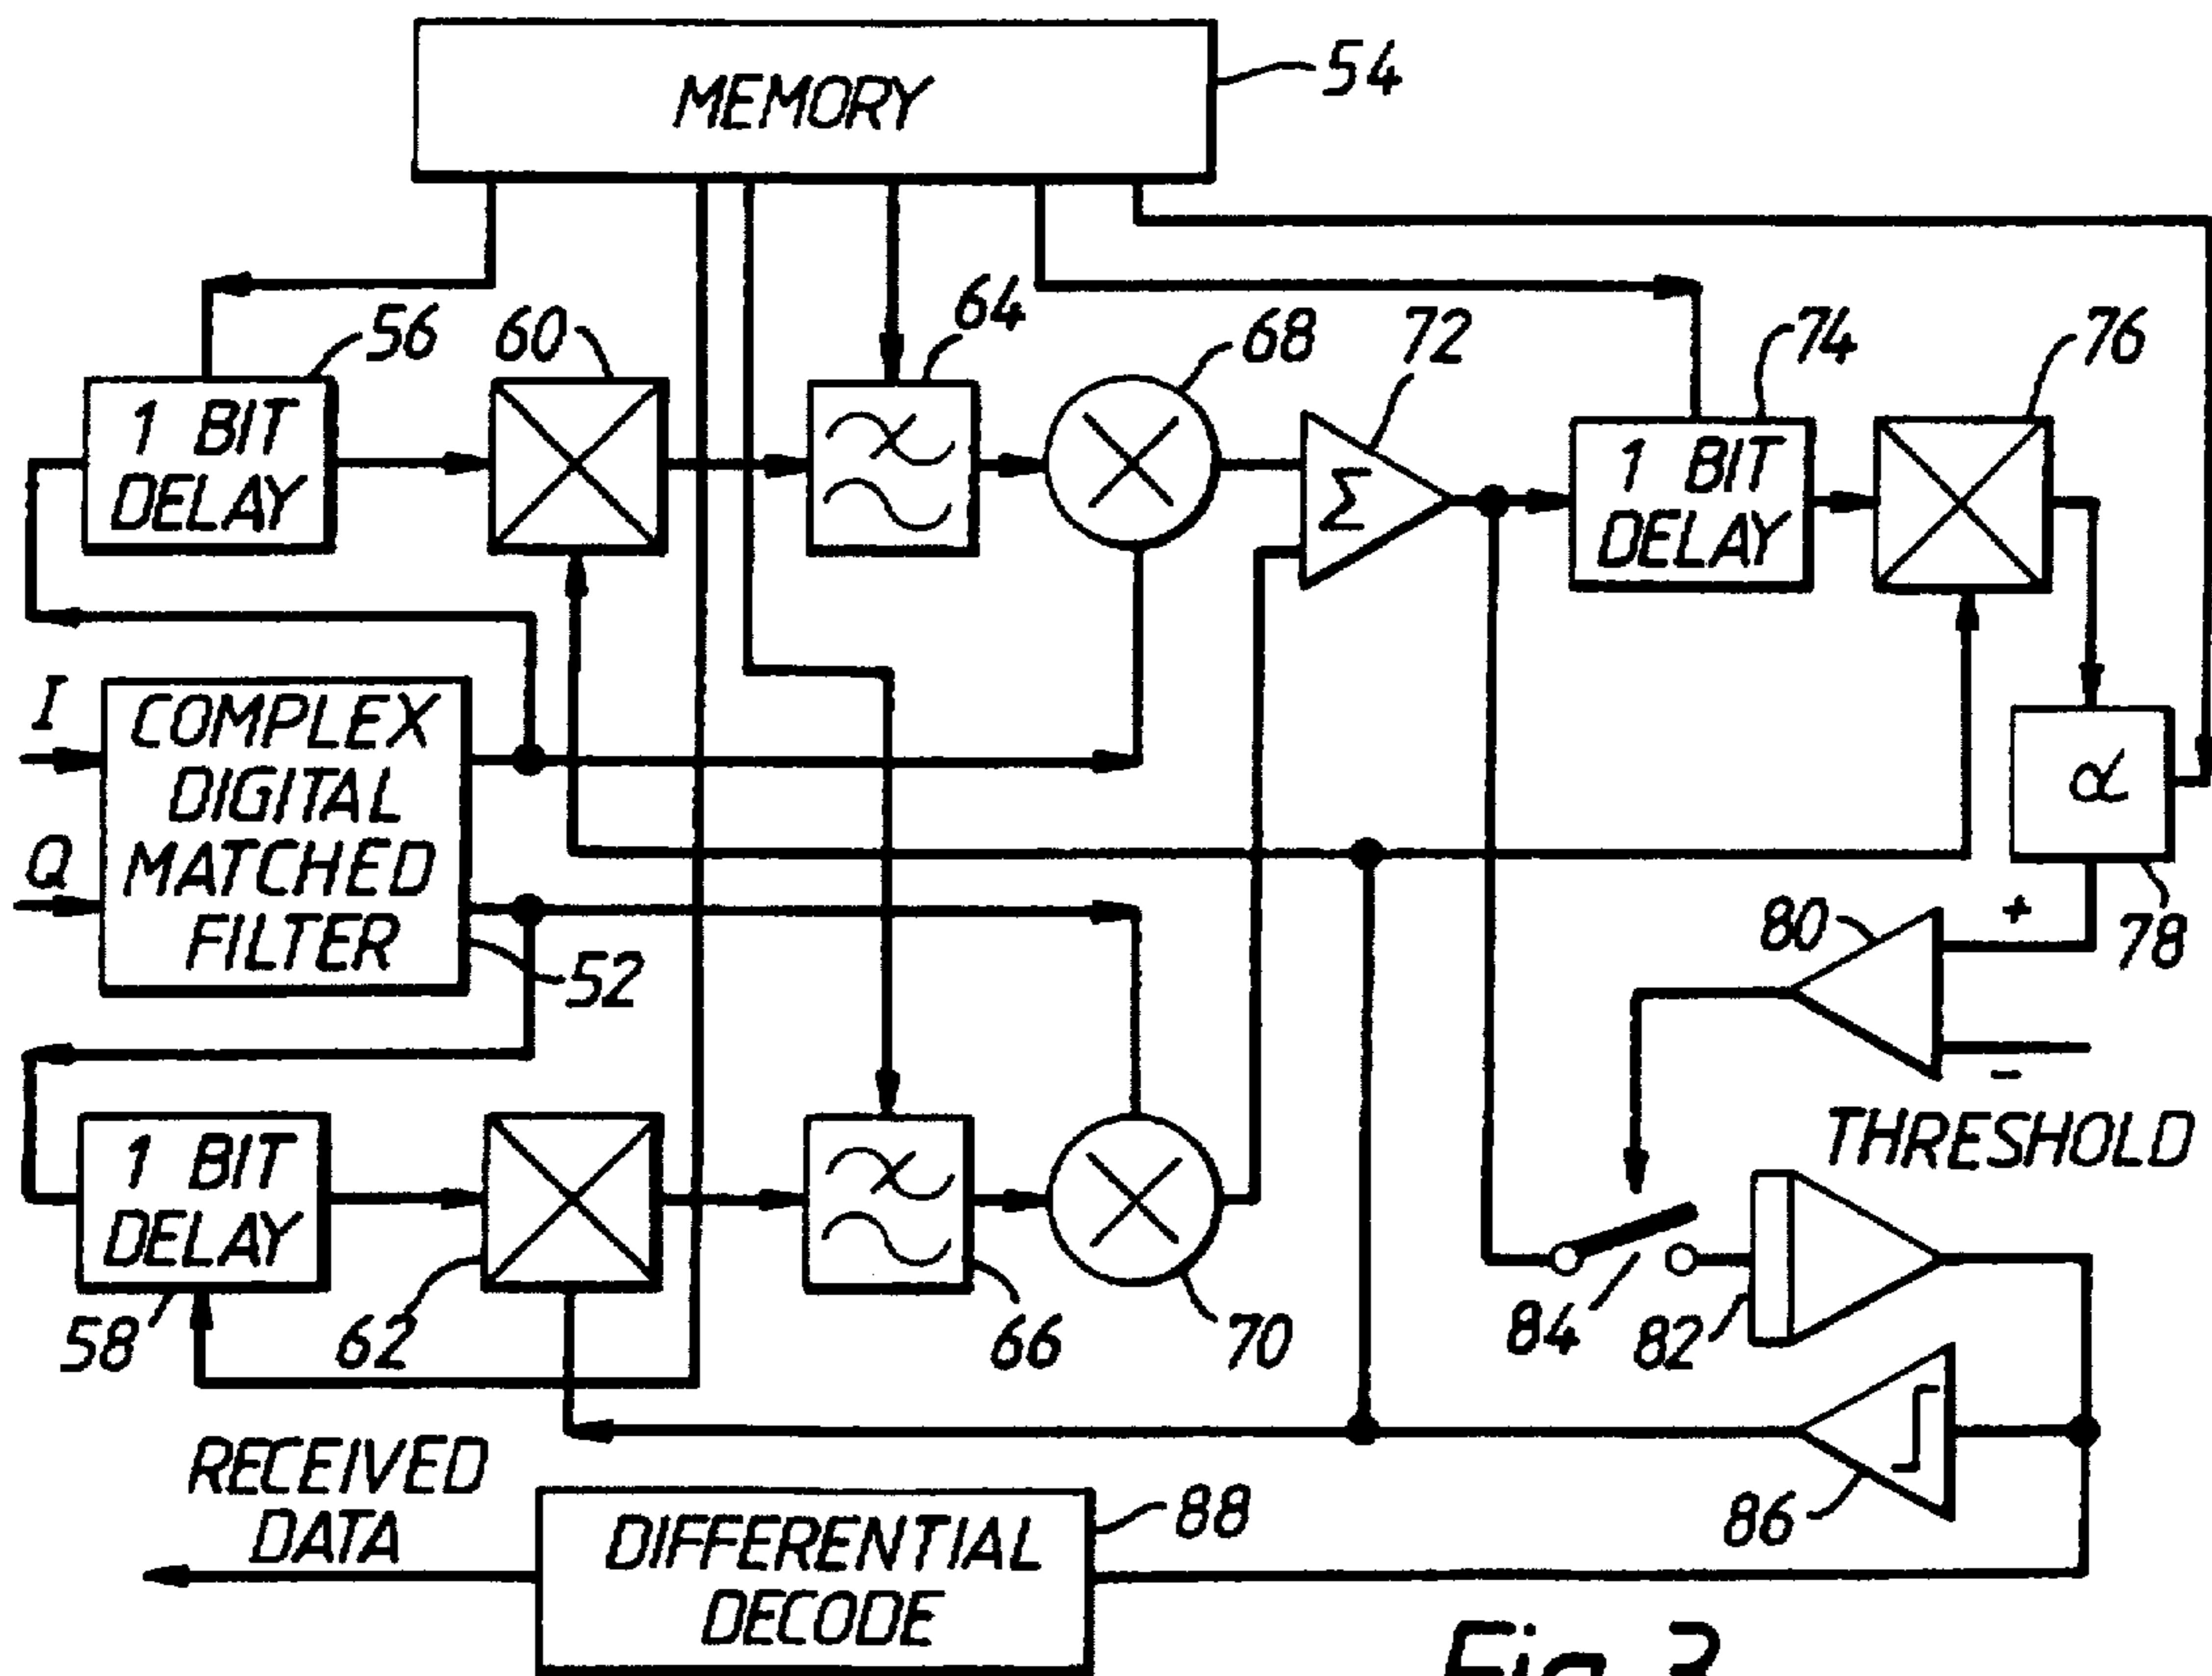 MEMORY
54
56
60
64
68
72
74
76
1 BIT
DELAY
Σ
1 BIT
DELAY
I
Q
COMPLEX
DIGITAL
MATCHED
FILTER
52
α
78
80
+
-
THRESHOLD
1 BIT
DELAY
58
62
66
70
84
82
86
RECEIVED
DATA
DIFFERENTIAL
DECODE
88
Fig. 3